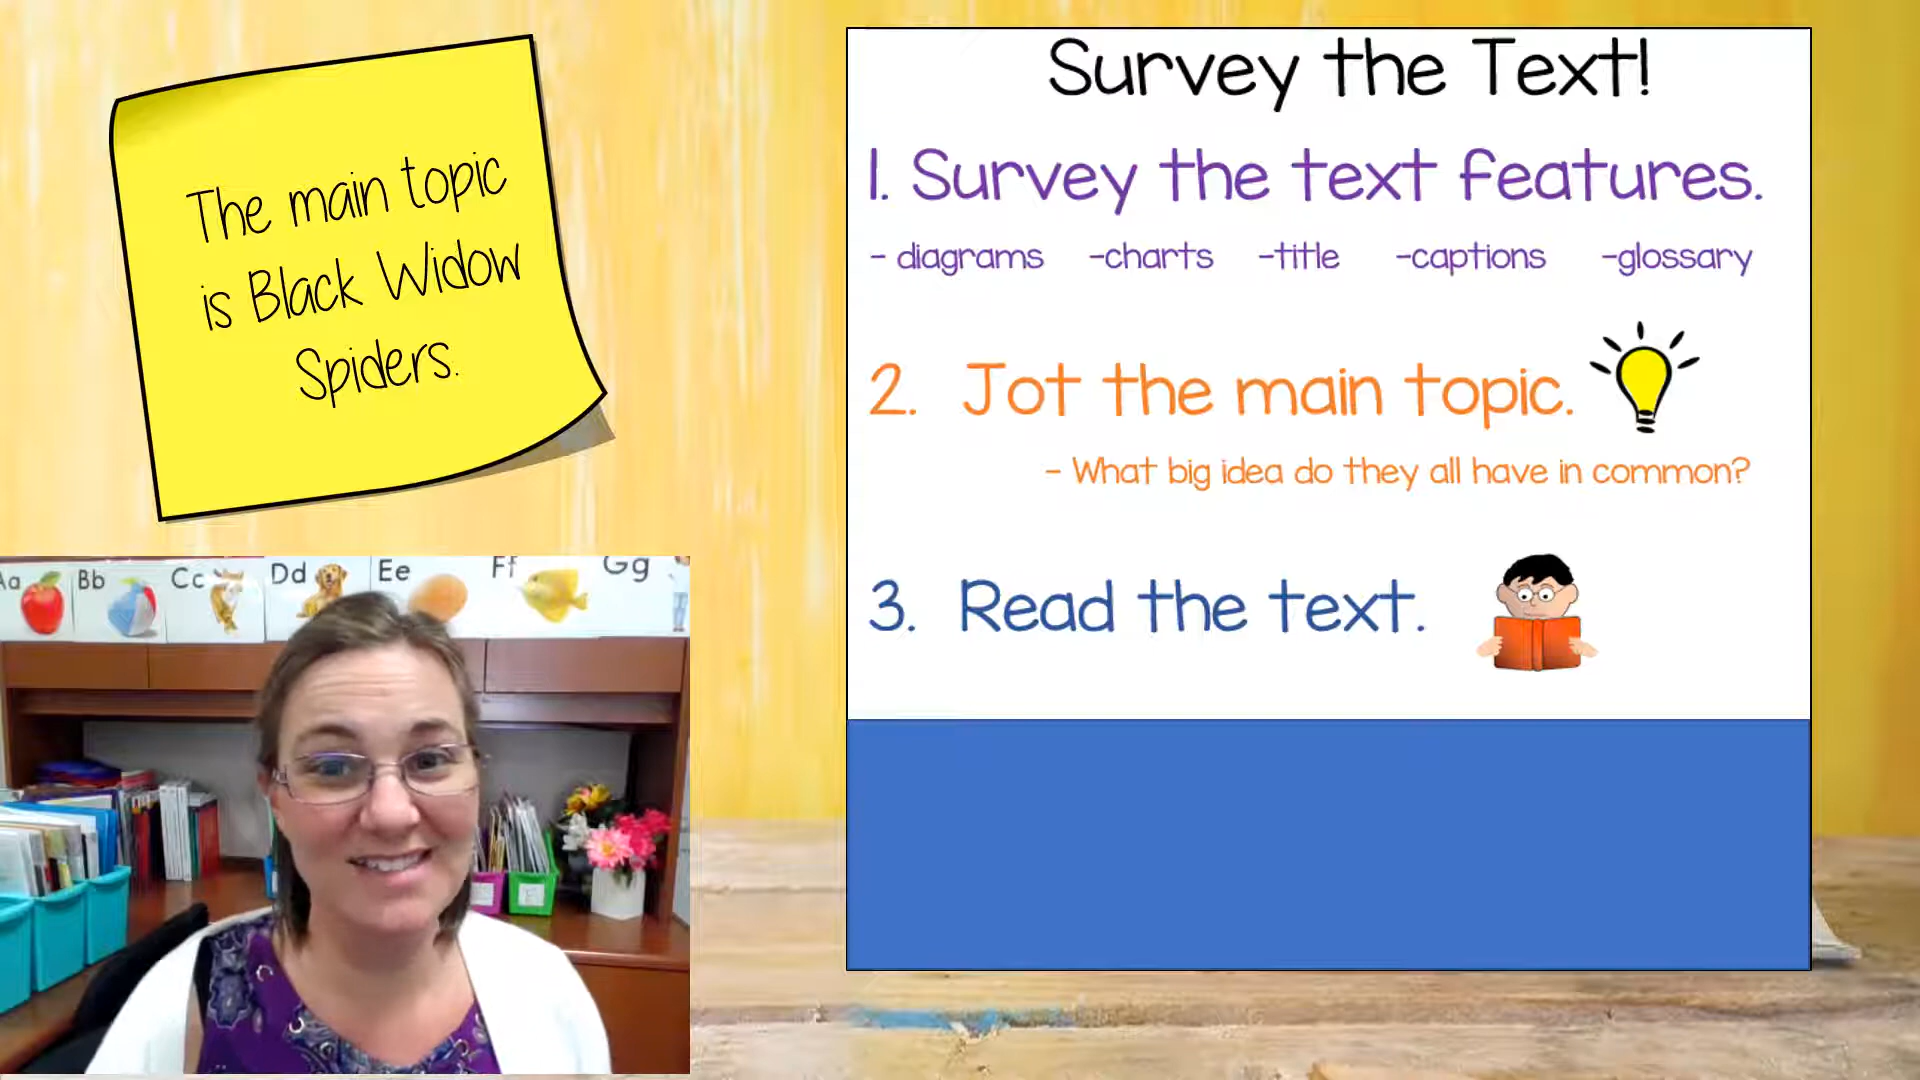 The main topic
is Black Widow
Spiders.
Survey the Text!
1. Survey the text features.
- diagrams -charts -title -captions -glossary
2. Jot the main topic.
- What big idea do they all have in common?
3. Read the text.
Aa Bb Cc Dd Ee Ff Gg